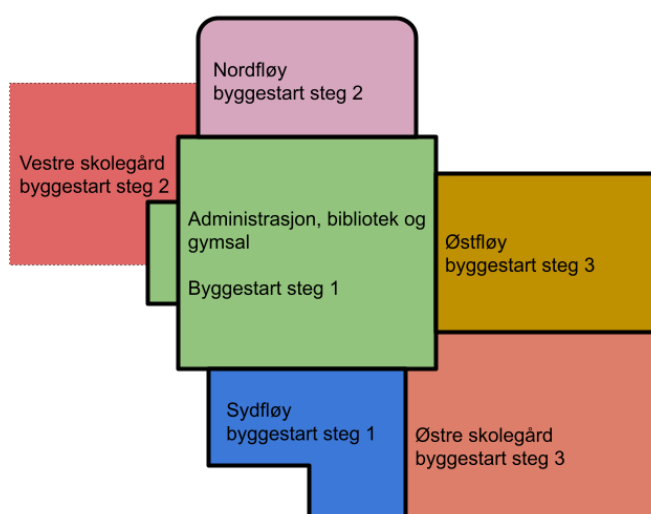 Nordfløy
byggestart steg 2
Vestre skolegård
byggestart steg 2
Administrasjon, bibliotek og
gymsal
Byggestart steg 1
Østfløy
byggestart steg 3
Sydfløy
byggestart steg 1
Østre skolegård
byggestart steg 3